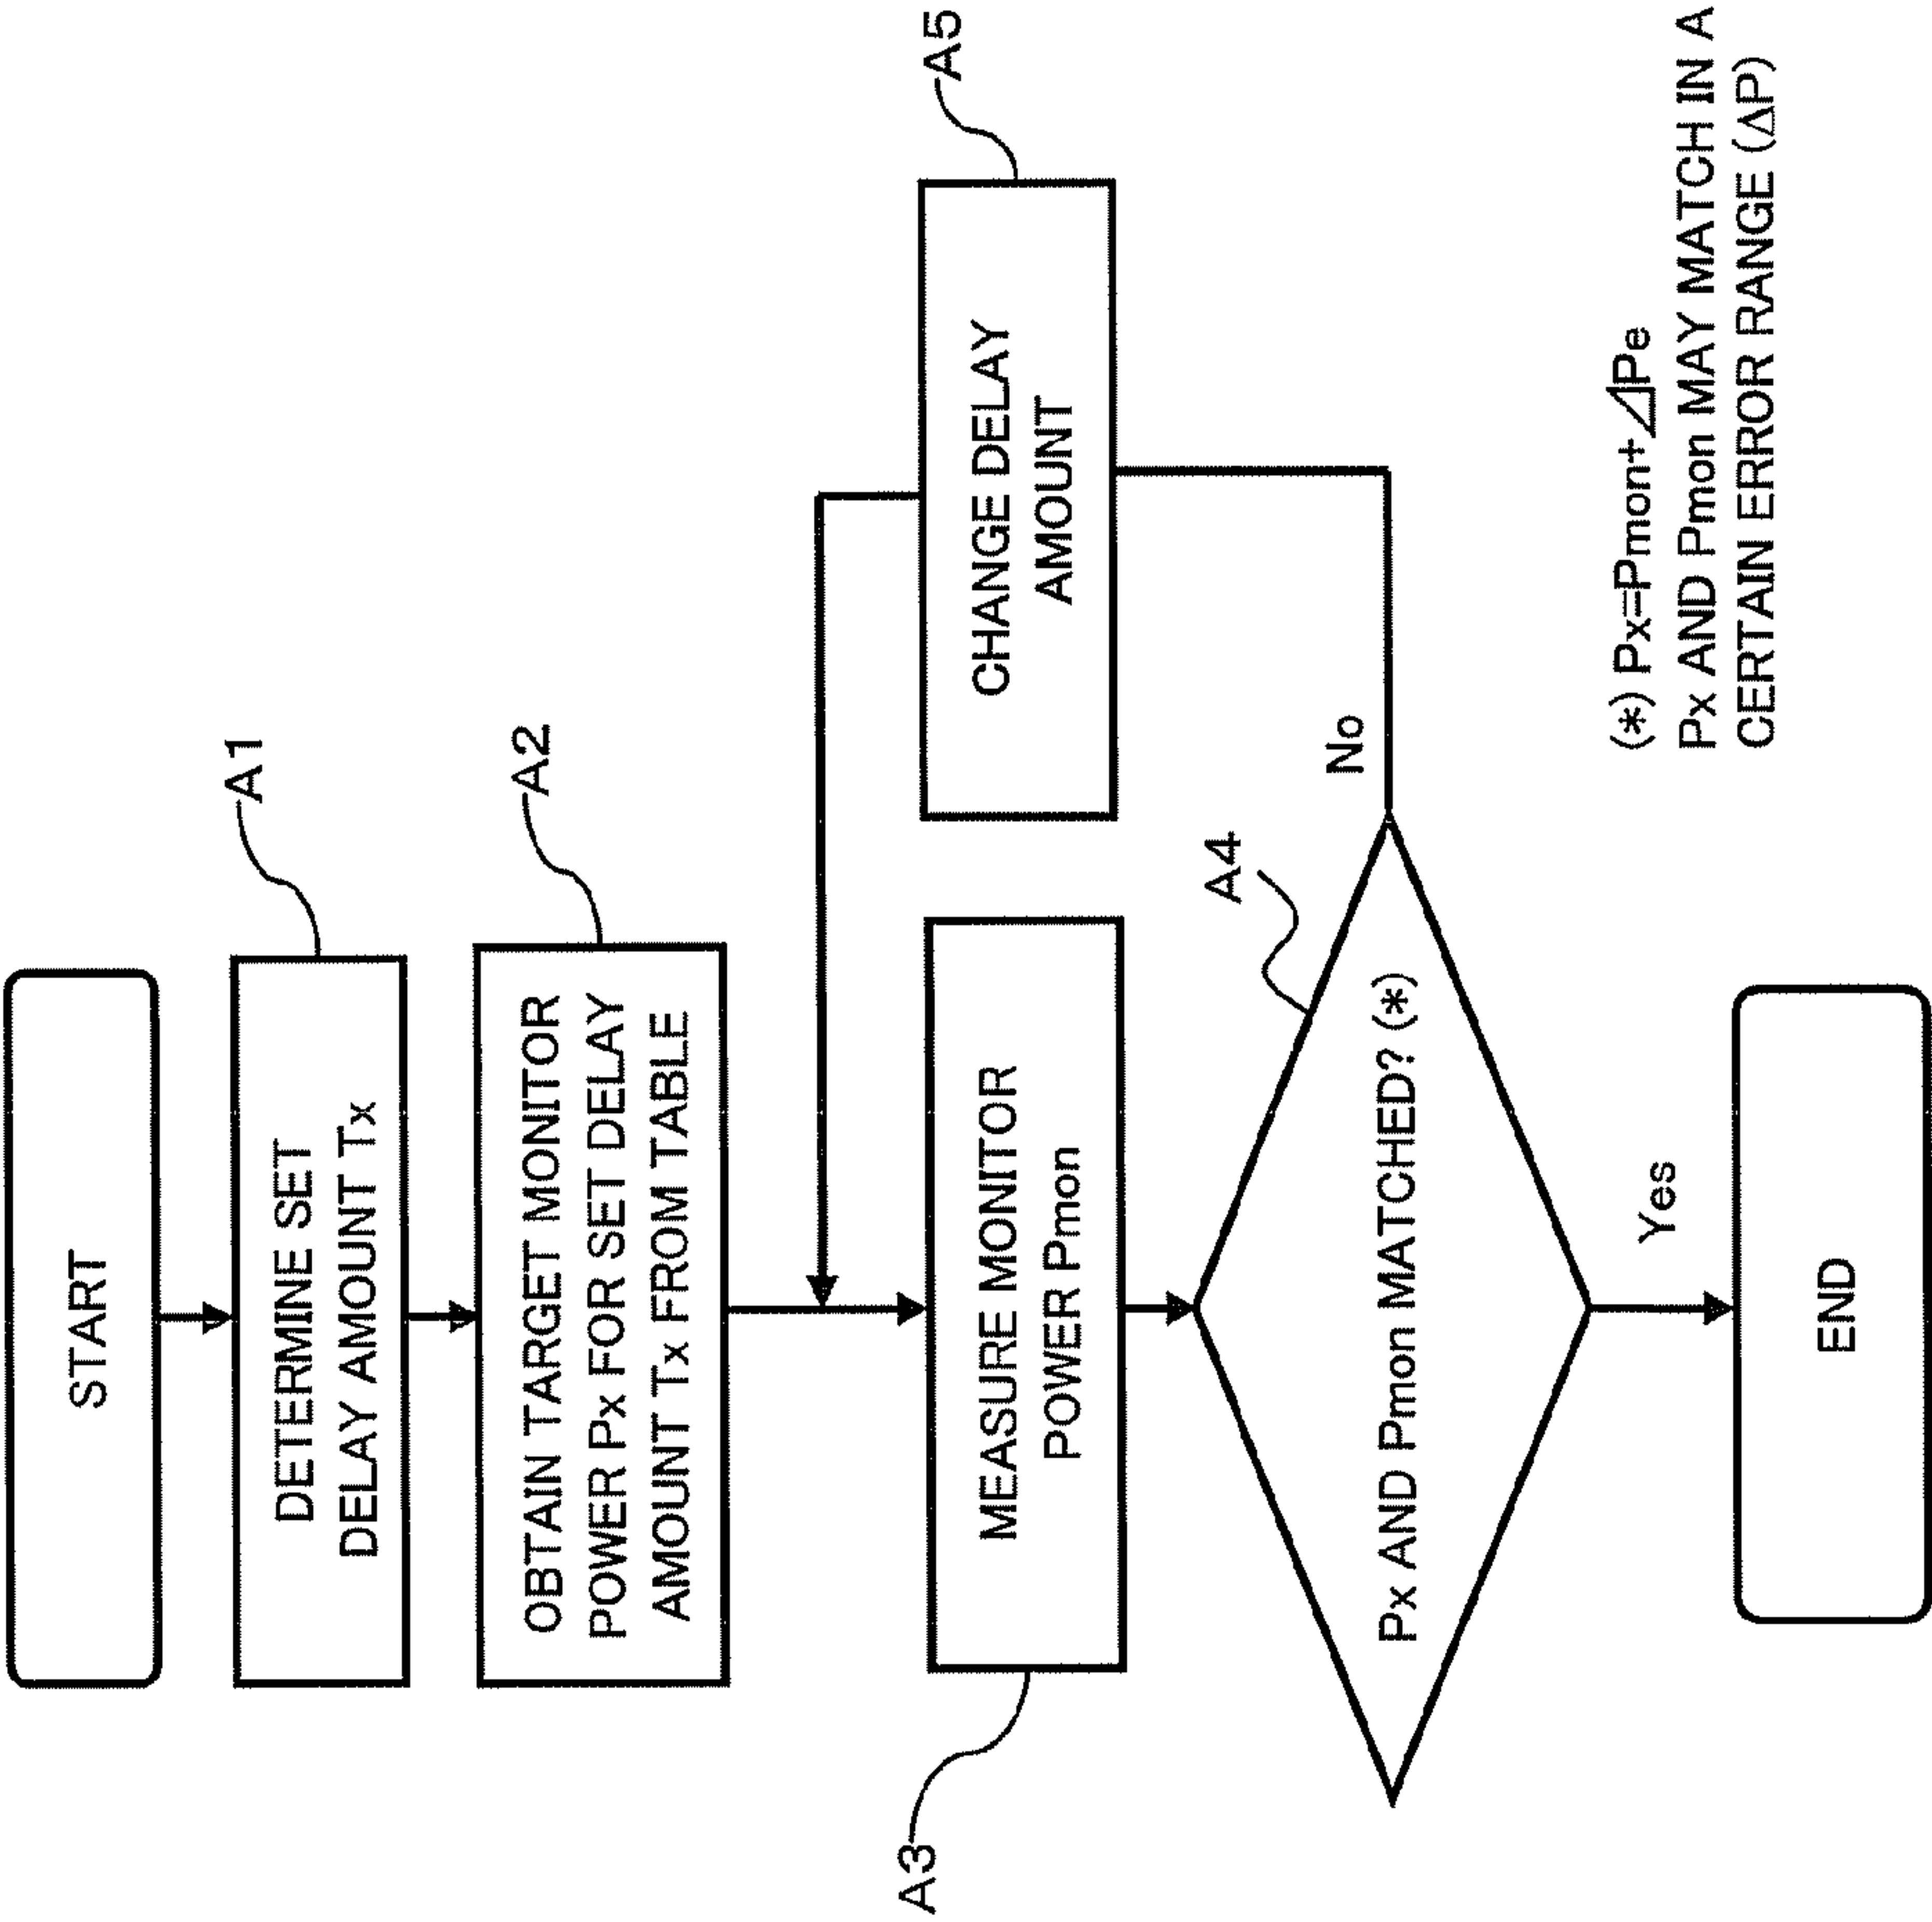 START
A1
DETERMINE SET
DELAY AMOUNT Tx
A2
OBTAIN TARGET MONITOR
POWER Px FOR SET DELAY
AMOUNT Tx FROM TABLE
A3
MEASURE MONITOR
POWER Pmon
A5
CHANGE DELAY
AMOUNT
A4
Px AND Pmon MATCHED? (*)
No
Yes
END
(*) Px=Pmon+⊿Pe
Px AND Pmon MAY MATCH IN A
CERTAIN ERROR RANGE (△P)